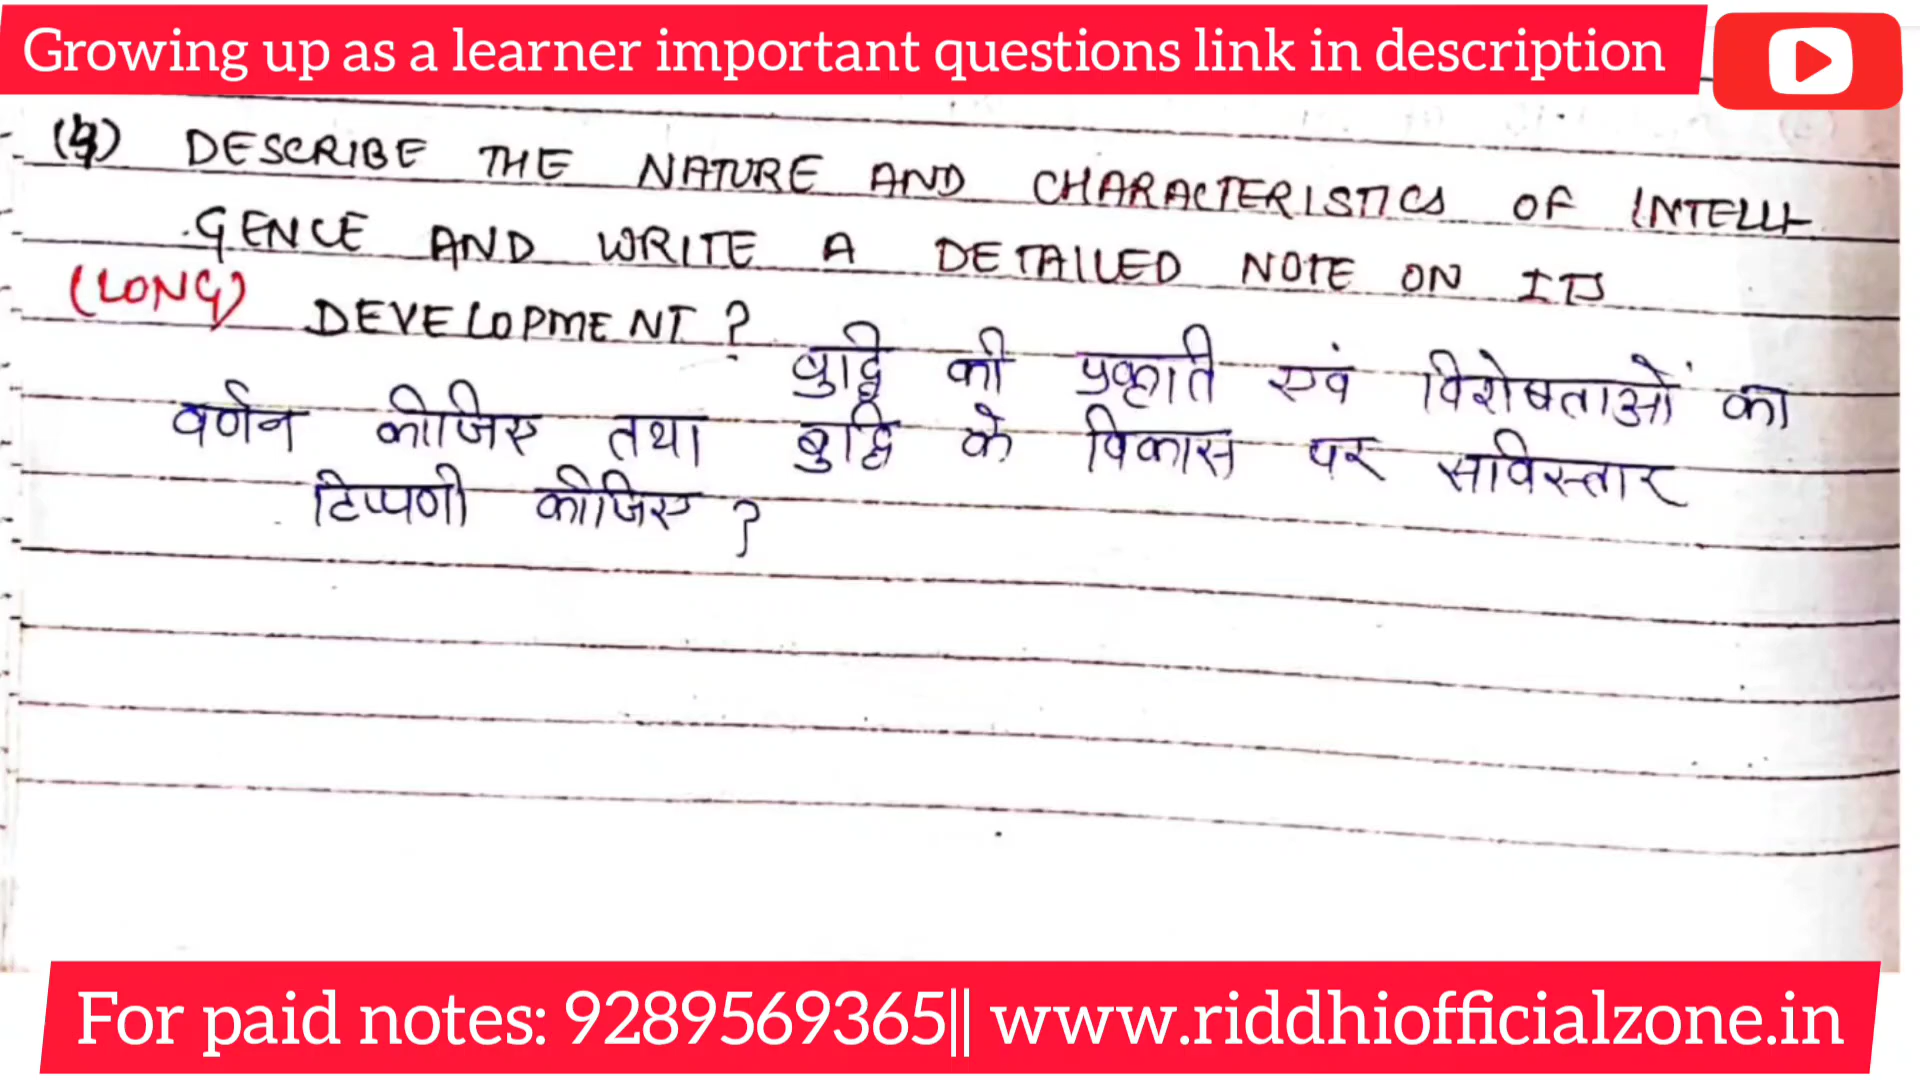 Growing up as a learner important questions link in description
(4) DESCRIBE THE NATURE AND CHARACTERISTICS OF INTELLI-
GENCE AND WRITE A DETAILED NOTE ON ITS
(LONG) DEVELOPMENT?
बुद्धि की प्रकृति एवं विशेषताओं का
वर्णन कीजिए तथा बुद्धि के विकास पर सविस्तार
टिप्पणी कीजिए ?
For paid notes: 9289569365|| www.riddhiofficialzone.in